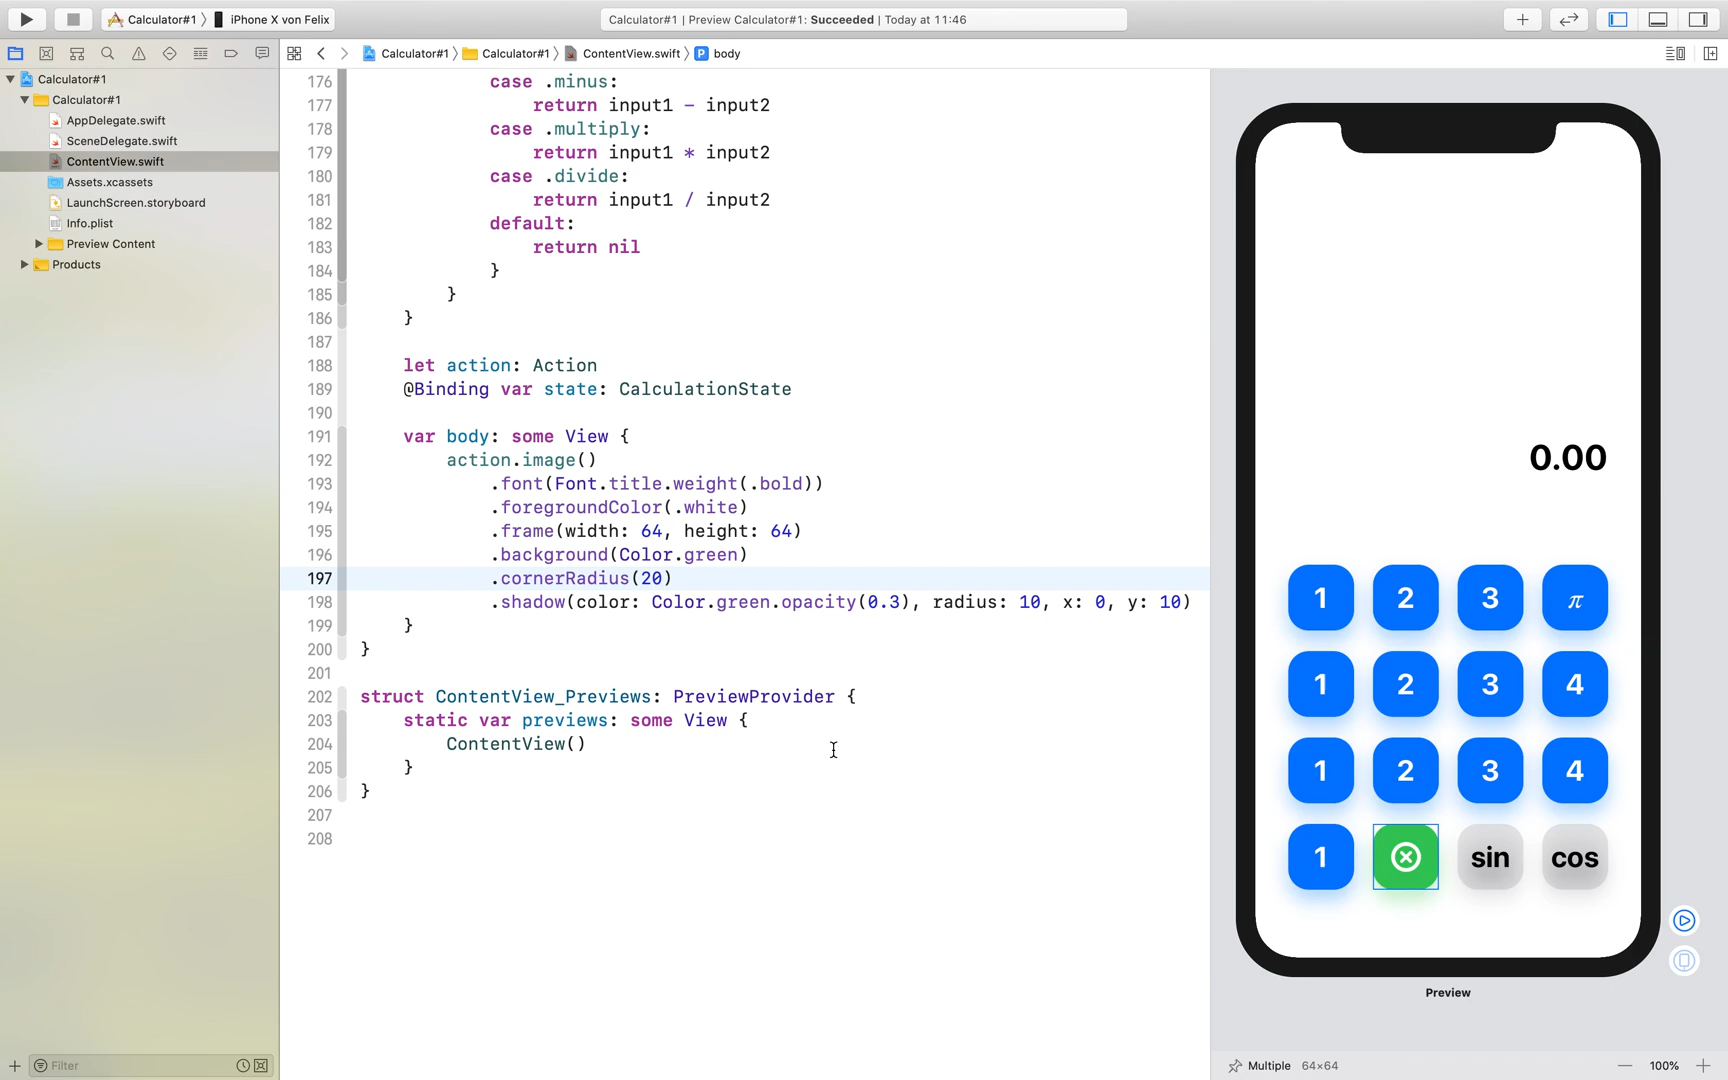 Calculator#1 〉 iPhone X von Felix
Calculator#1 | Preview Calculator#1: Succeeded | Today at 11:46
Calculator#1 〉 Calculator#1 〉 ContentView.swift 〉 P body
Calculator#1
Calculator#1
AppDelegate.swift
SceneDelegate.swift
ContentView.swift
Assets.xcassets
LaunchScreen.storyboard
Info.plist
Preview Content
Products
Filter
176 case .minus:
177 return input1 - input2
178 case .multiply:
179 return input1 * input2
180 case .divide:
181 return input1 / input2
182 default:
183 return nil
184 }
185 }
186 }
187
188 let action: Action
189 @Binding var state: CalculationState
190
191 var body: some View {
192 action.image()
193 .font(Font.title.weight(.bold))
194 .foregroundColor(.white)
195 .frame(width: 64, height: 64)
196 .background(Color.green)
197 .cornerRadius(20)
198 .shadow(color: Color.green.opacity(0.3), radius: 10, x: 0, y: 10)
199 }
200 }
201
202 struct ContentView_Previews: PreviewProvider {
203 static var previews: some View {
204 ContentView()
205 }
206 }
207
208
0.00
1 2 3 π
1 2 3 4
1 2 3 4
1 sin cos
Preview
Multiple 64×64
100%